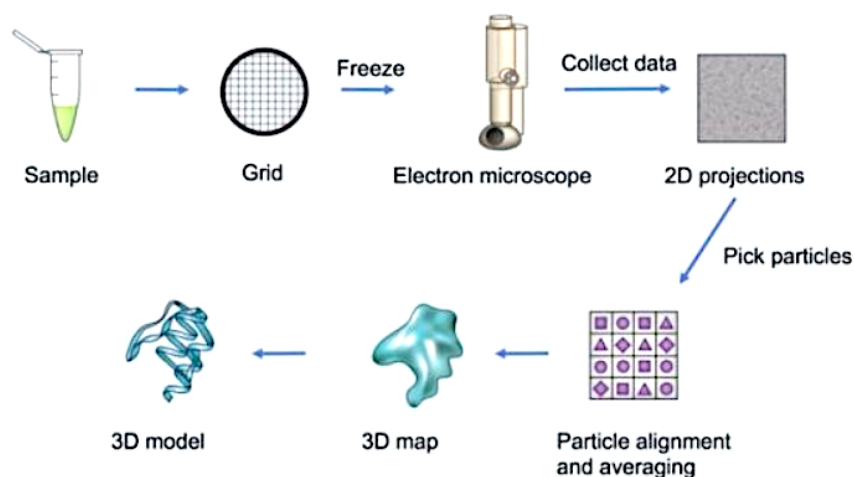 Freeze
Collect data
Sample
Grid
Electron microscope
2D projections
Pick particles
3D model
3D map
Particle alignment
and averaging